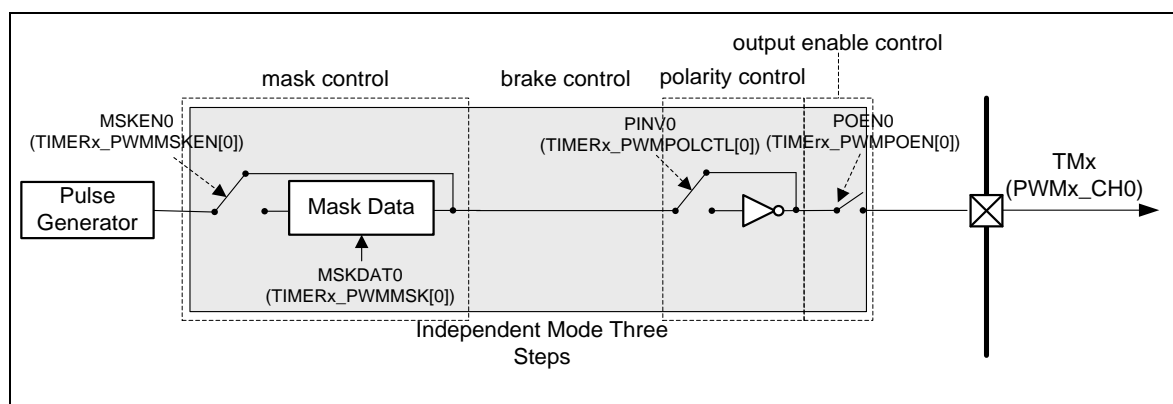 output enable control
mask control
brake control
polarity control
MSKEN0
(TIMERx_PWMMSKEN[0])
PINV0
(TIMERx_PWMPOLCTL[0])
POEN0
(TIMErx_PWMPOEN[0])
TMx
(PWMx_CH0)
Pulse
Generator
Mask Data
MSKDAT0
(TIMERx_PWMMSK[0])
Independent Mode Three
Steps